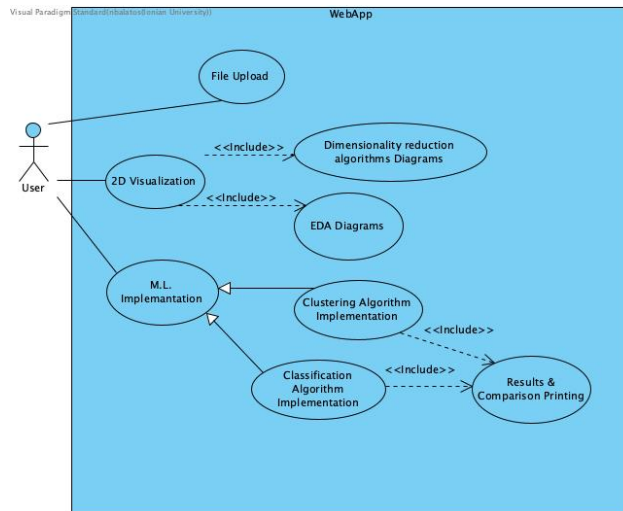 Visual Paradigm Standard(nbalatos(Ionian University))
WebApp
File Upload
User
2D Visualization
<<Include>>
Dimensionality reduction
algorithms Diagrams
<<Include>>
EDA Diagrams
M.L.
Implemantation
Clustering Algorithm
Implementation
<<Include>>
Classification
Algorithm
Implementation
<<Include>>
Results &
Comparison Printing